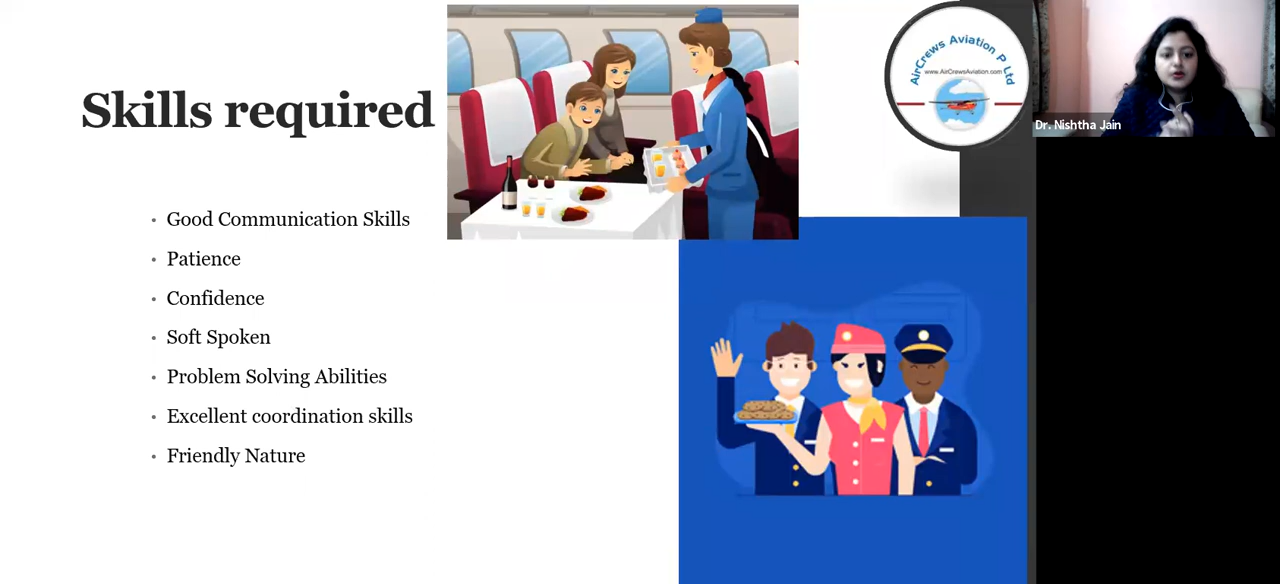 Skills required
Good Communication Skills
Patience
Confidence
Soft Spoken
Problem Solving Abilities
Excellent coordination skills
Friendly Nature
AirCrews Aviation P Ltd
www.AirCrewsAviation.com
Dr. Nishtha Jain